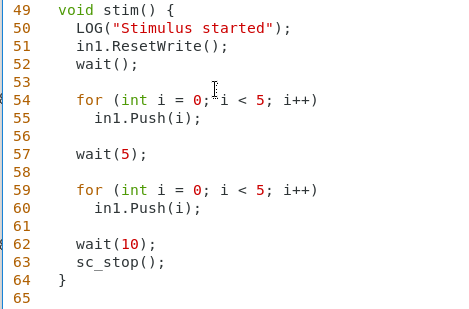 49 void stim() {
50 LOG("Stimulus started");
51 in1.ResetWrite();
52 wait();
53
54 for (int i = 0; i < 5; i++)
55 in1.Push(i);
56
57 wait(5);
58
59 for (int i = 0; i < 5; i++)
60 in1.Push(i);
61
62 wait(10);
63 sc_stop();
64 }
65